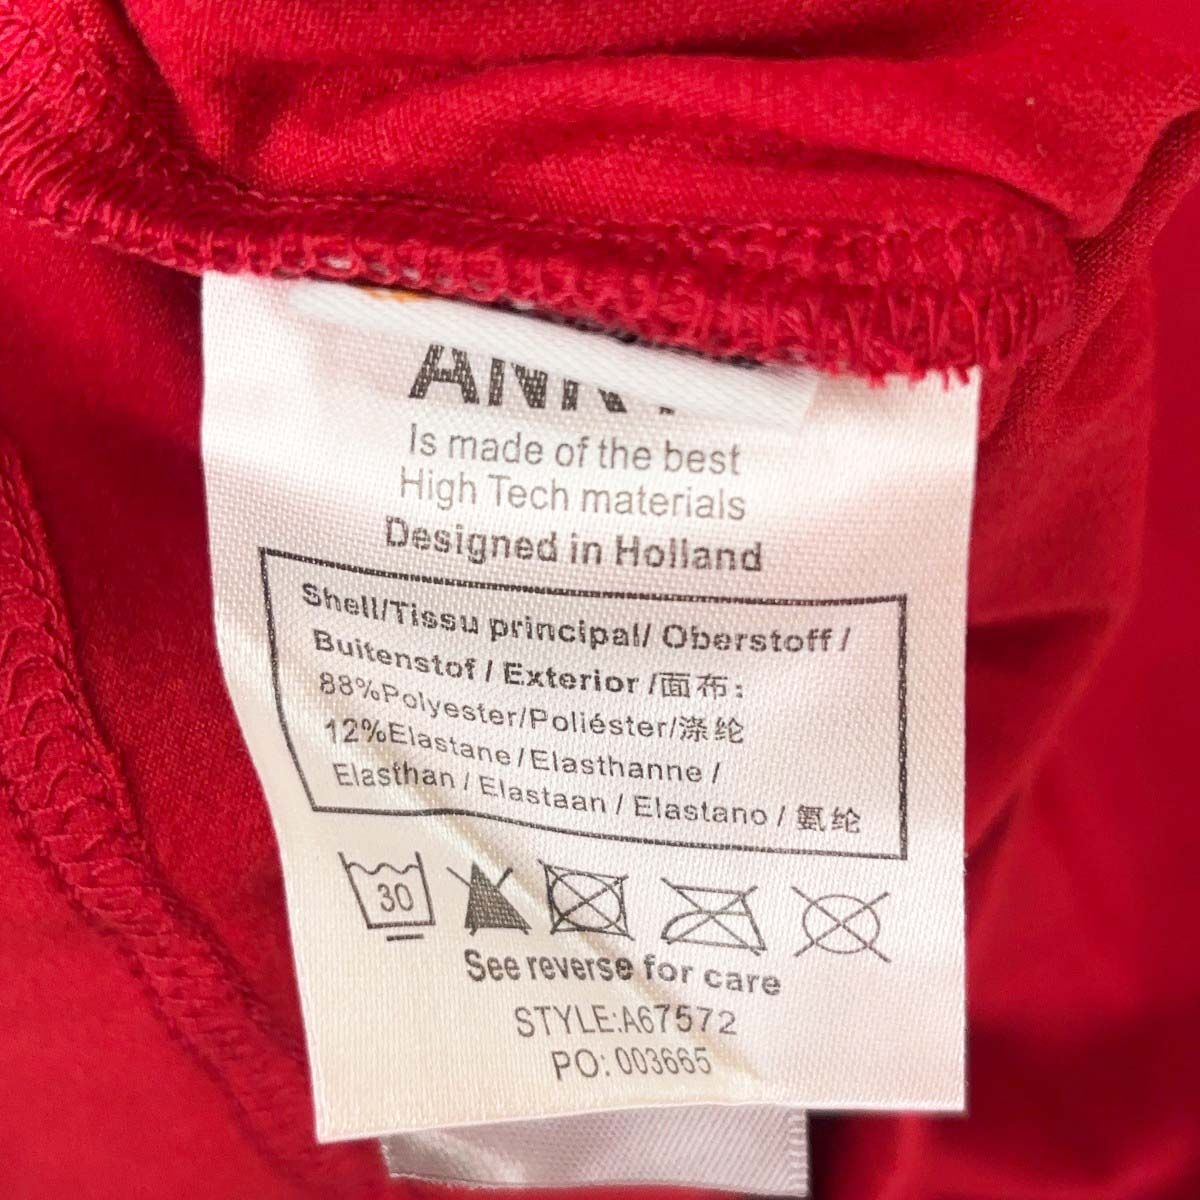 Is made of the best
High Tech materials
Designed in Holland
Shell/Tissu principal/ Oberstoff /
Buitenstof / Exterior /面布:
88%Polyester/Poliéster/涤纶
12%Elastane/Elasthanne /
Elasthan / Elastaan / Elastano / 氨纶
30
See reverse for care
STYLE:A67572
PO: 003665